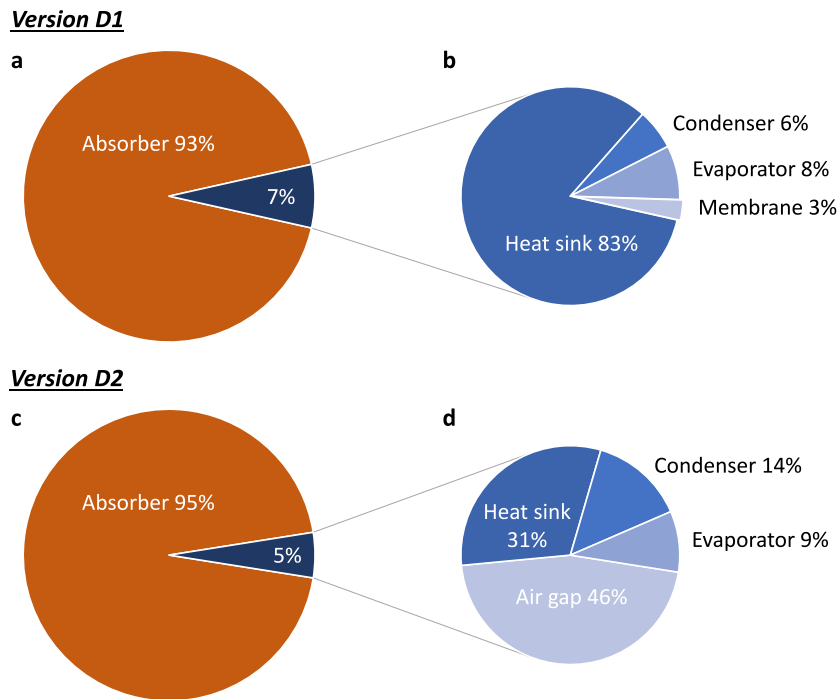 Version D1
a
b
Absorber 93%
7%
Condenser 6%
Evaporator 8%
Membrane 3%
Heat sink 83%
Version D2
c
d
Absorber 95%
5%
Condenser 14%
Heat sink
31%
Evaporator 9%
Air gap 46%